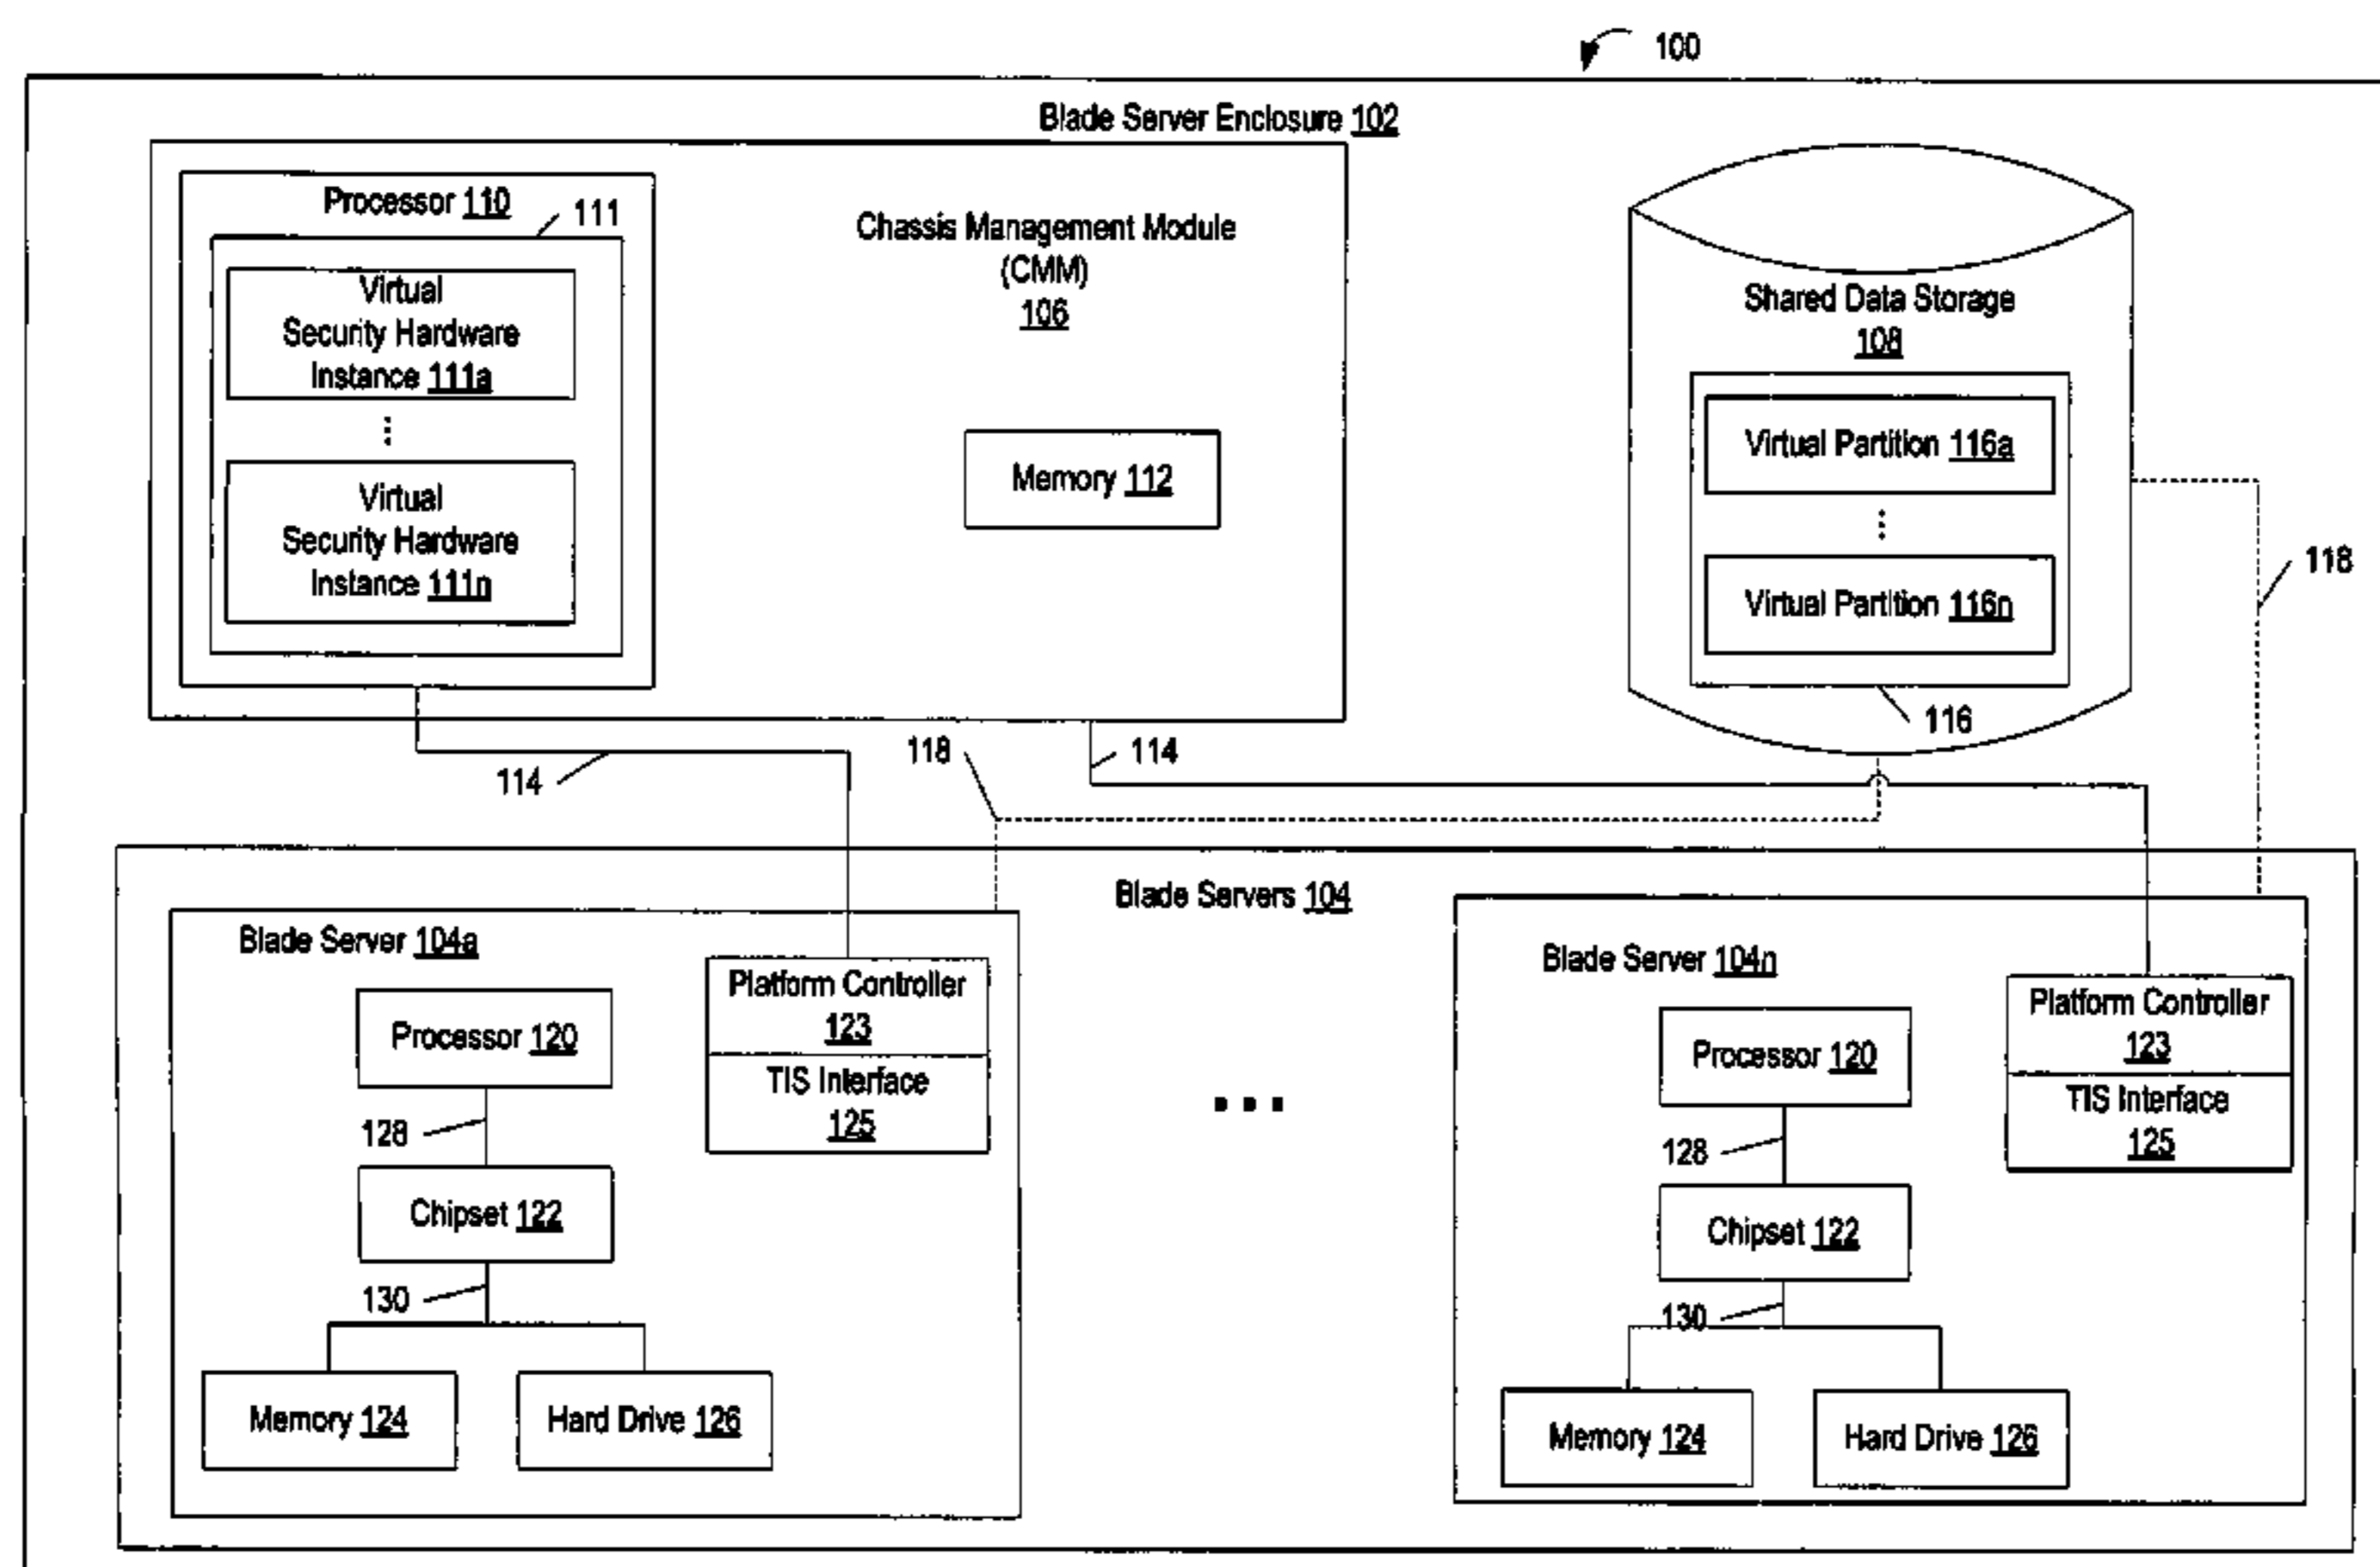 100
Blade Server Enclosure 102
Processor 110
111
Virtual
Security Hardware
Instance 111a
Virtual
Security Hardware
Instance 111n
Chassis Management Module
(CMM)
106
Memory 112
Shared Data Storage
108
Virtual Partition 116a
Virtual Partition 116n
116
118
114
118
114
Blade Servers 104
Blade Server 104a
Processor 120
128
Chipset 122
130
Memory 124
Hard Drive 126
Platform Controller
123
TIS Interface
125
Blade Server 104n
Processor 120
128
Chipset 122
130
Memory 124
Hard Drive 126
Platform Controller
123
TIS Interface
125